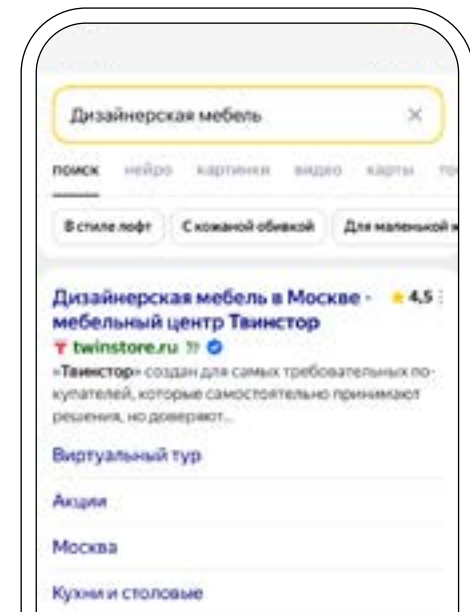 Дизайнерская мебель
поиск нейро картинки видео карты
В стиле лофт С кожаной обивкой Для маленькой
Дизайнерская мебель в Москве - 4,5
мебельный центр Твинстор
twinstore.ru
«Твинстор» создан для самых требовательных по-
купателей, которые самостоятельно принимают
решения, но доверяют...
Виртуальный тур
Акции
Москва
Кухни и столовые